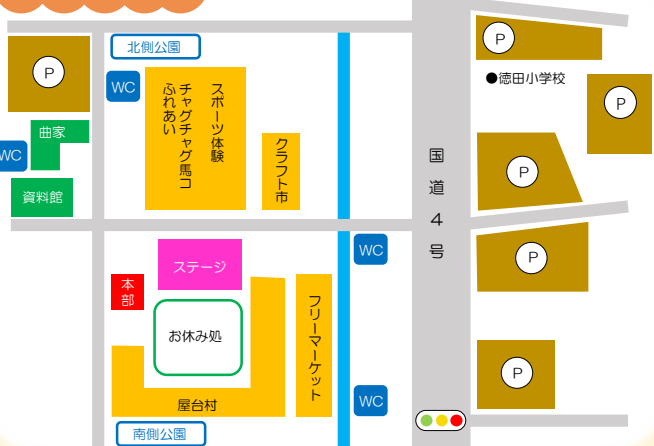 北側公園
P
P
●徳田小学校
WC
スポーツ体験
チャグチャグ馬コ
ふれあい
P
曲家
WC
クラフト市
国道4号
P
資料館
WC
ステージ
P
本部
フリーマーケット
お休み処
P
屋台村
WC
南側公園